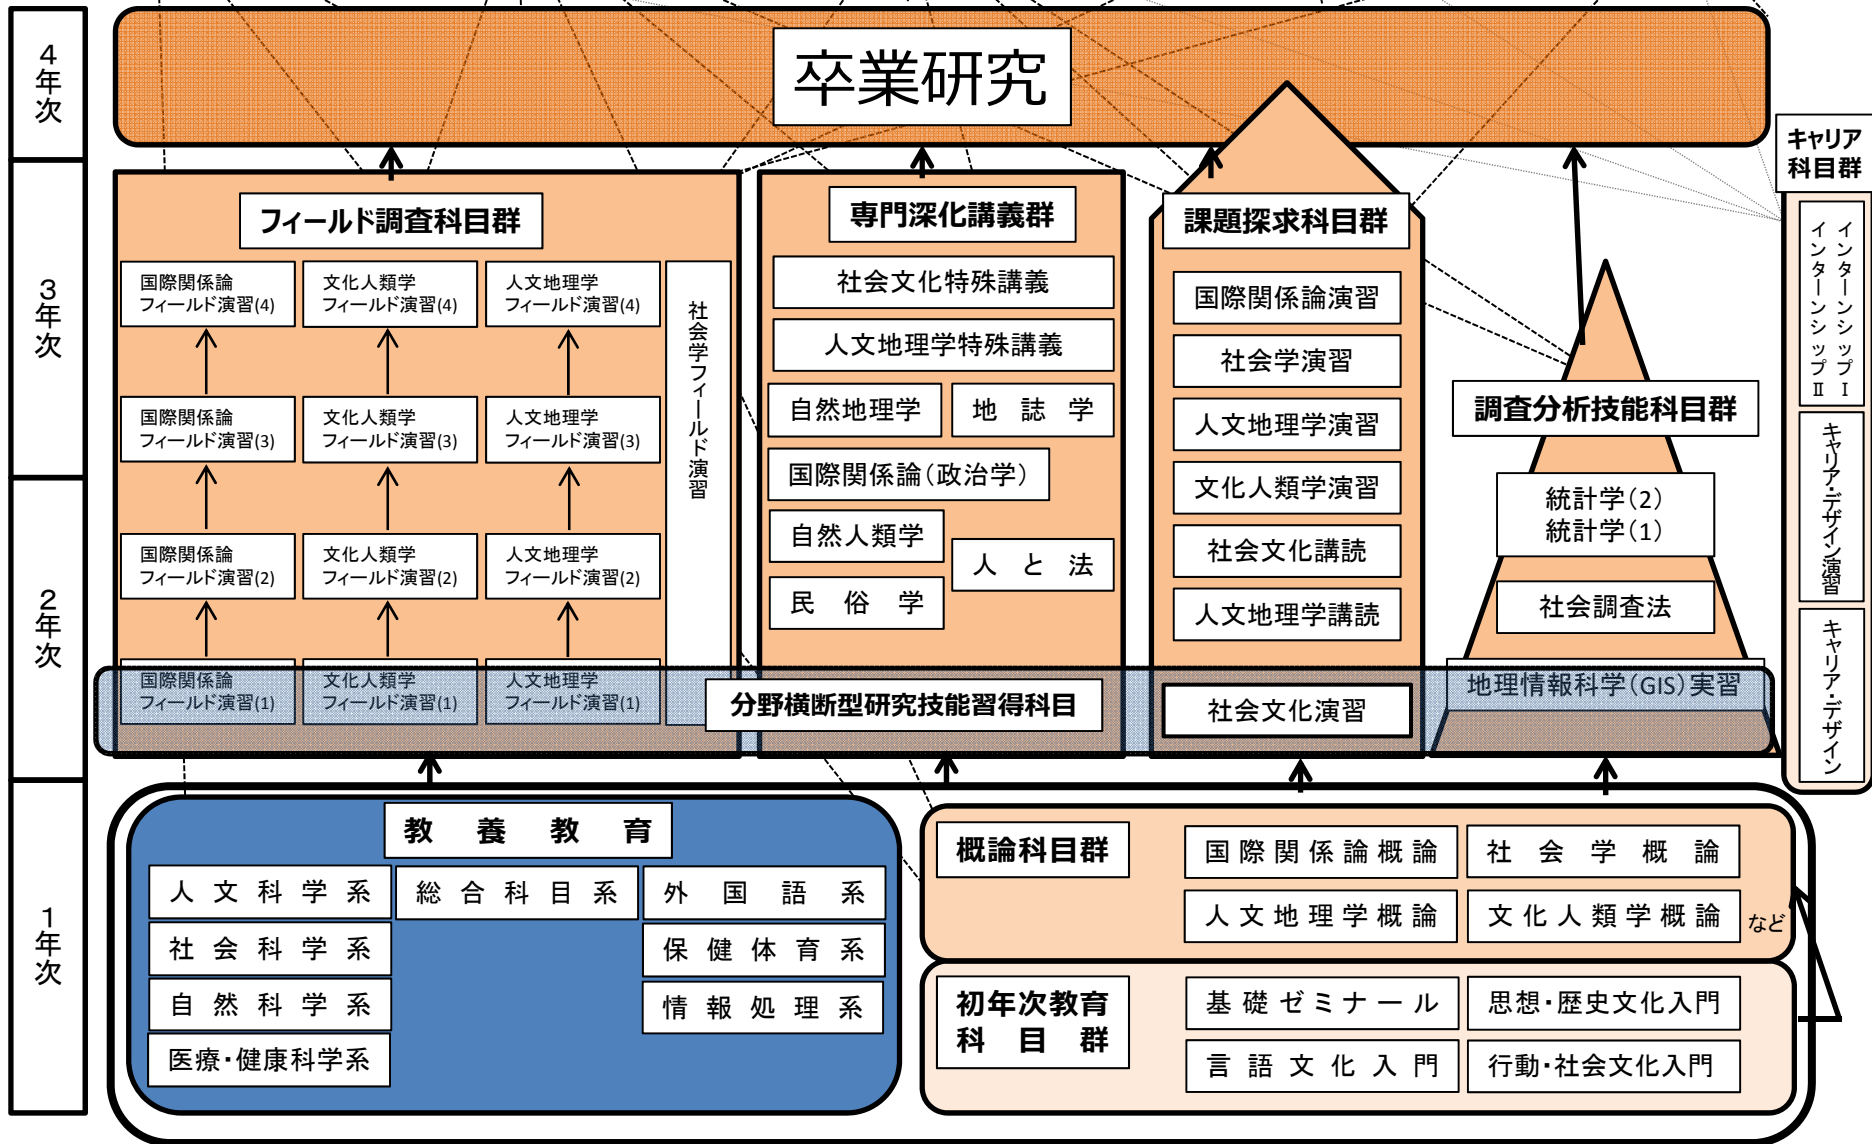 4年次
卒業研究
キャリア
科目群
3年次
フィールド調査科目群
国際関係論
フィールド演習(4)
文化人類学
フィールド演習(4)
人文地理学
フィールド演習(4)
国際関係論
フィールド演習(3)
文化人類学
フィールド演習(3)
人文地理学
フィールド演習(3)
国際関係論
フィールド演習(2)
文化人類学
フィールド演習(2)
人文地理学
フィールド演習(2)
国際関係論
フィールド演習(1)
文化人類学
フィールド演習(1)
人文地理学
フィールド演習(1)
社会学フィールド演習
専門深化講義群
社会文化特殊講義
人文地理学特殊講義
自然地理学
地誌学
国際関係論(政治学)
自然人類学
人と法
民俗学
課題探求科目群
国際関係論演習
社会学演習
人文地理学演習
文化人類学演習
社会文化講読
人文地理学講読
社会文化演習
調査分析技能科目群
統計学(2)
統計学(1)
社会調査法
地理情報科学(GIS)実習
インターンシップⅠ
インターンシップⅡ
キャリア・デザイン演習
キャリア・デザイン
2年次
分野横断型研究技能習得科目
1年次
教養教育
人文科学系
総合科目系
外国語系
社会科学系
保健体育系
自然科学系
情報処理系
医療・健康科学系
概論科目群
国際関係論概論
社会学概論
人文地理学概論
文化人類学概論
など
初年次教育
科目群
基礎ゼミナール
思想・歴史文化入門
言語文化入門
行動・社会文化入門